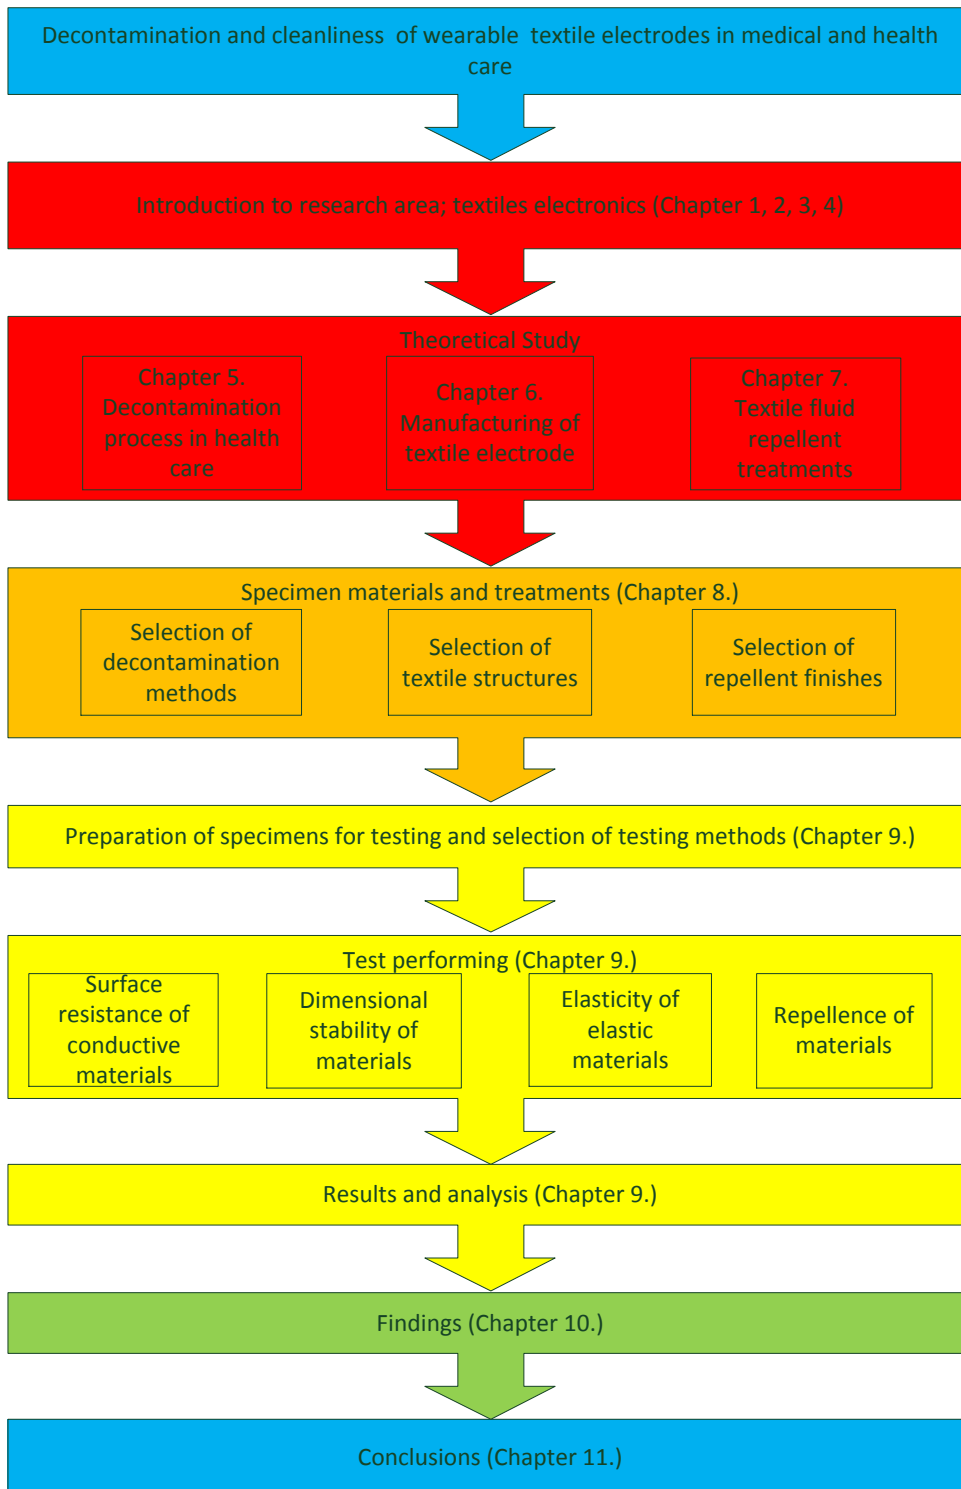 Decontamination and cleanliness of wearable textile electrodes in medical and health
care
Introduction to research area; textiles electronics (Chapter 1, 2, 3, 4)
Theoretical Study
Chapter 5.
Decontamination
process in health
care
Chapter 6.
Manufacturing of
textile electrode
Chapter 7.
Textile fluid
repellent
treatments
Specimen materials and treatments (Chapter 8.)
Selection of
decontamination
methods
Selection of
textile structures
Selection of
repellent finishes
Preparation of specimens for testing and selection of testing methods (Chapter 9.)
Test performing (Chapter 9.)
Surface
resistance of
conductive
materials
Dimensional
stability of
materials
Elasticity of
elastic
materials
Repellence of
materials
Results and analysis (Chapter 9.)
Findings (Chapter 10.)
Conclusions (Chapter 11.)